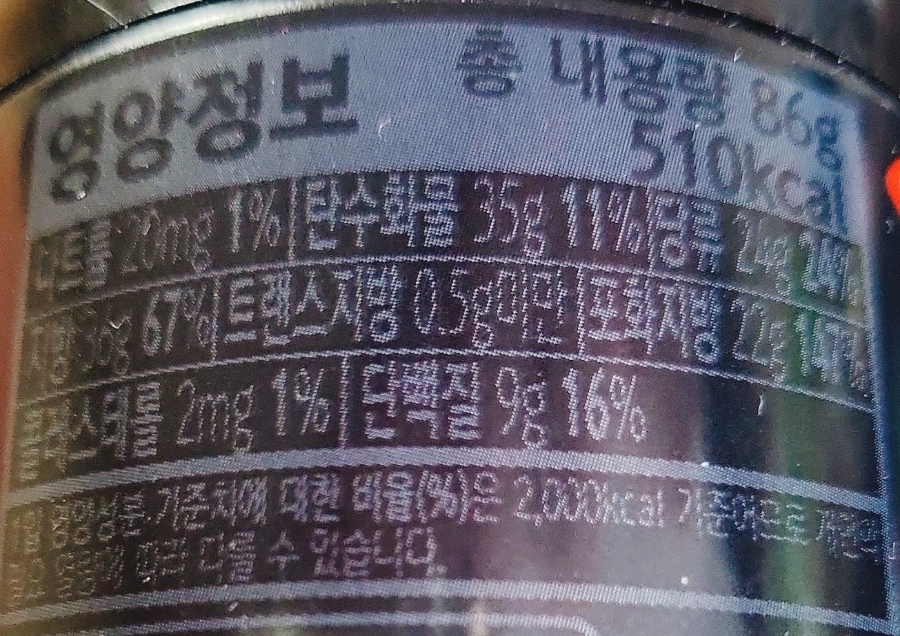 영양정보 총 내용량 86g
510kcal
나트륨 20mg 1% 탄수화물 35g 11% 당류 24g 24%
지방 36g 67% 트랜스지방 0.5g미만 포화지방 22g 147%
콜레스테롤 2mg 1% 단백질 9g 16%
1일 영양성분 기준치에 대한 비율(%)은 2,000kcal 기준이므로 개인의
필요 열량에 따라 다를 수 있습니다.